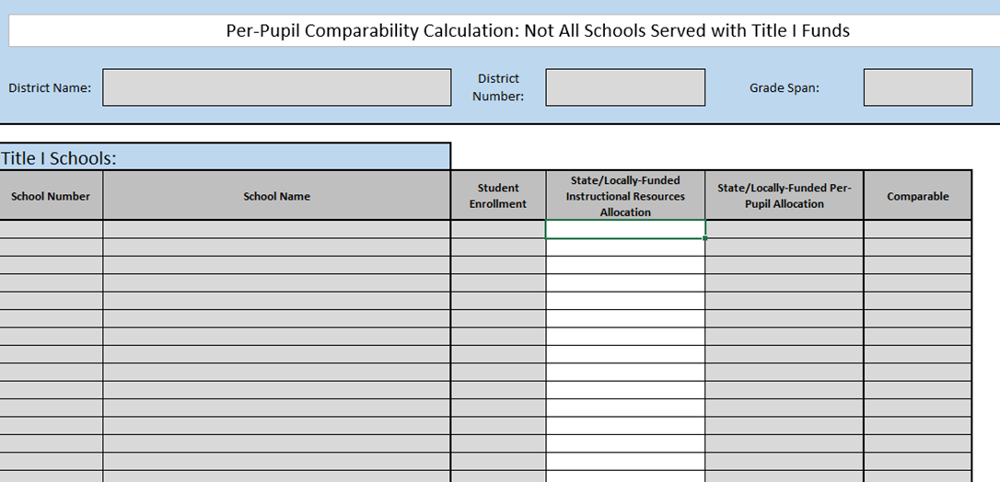 Per-Pupil Comparability Calculation: Not All Schools Served with Title I Funds
District Name:
District
Number:
Grade Span:
Title I Schools:
School Number
School Name
Student
Enrollment
State/Locally-Funded
Instructional Resources
Allocation
State/Locally-Funded Per-
Pupil Allocation
Comparable